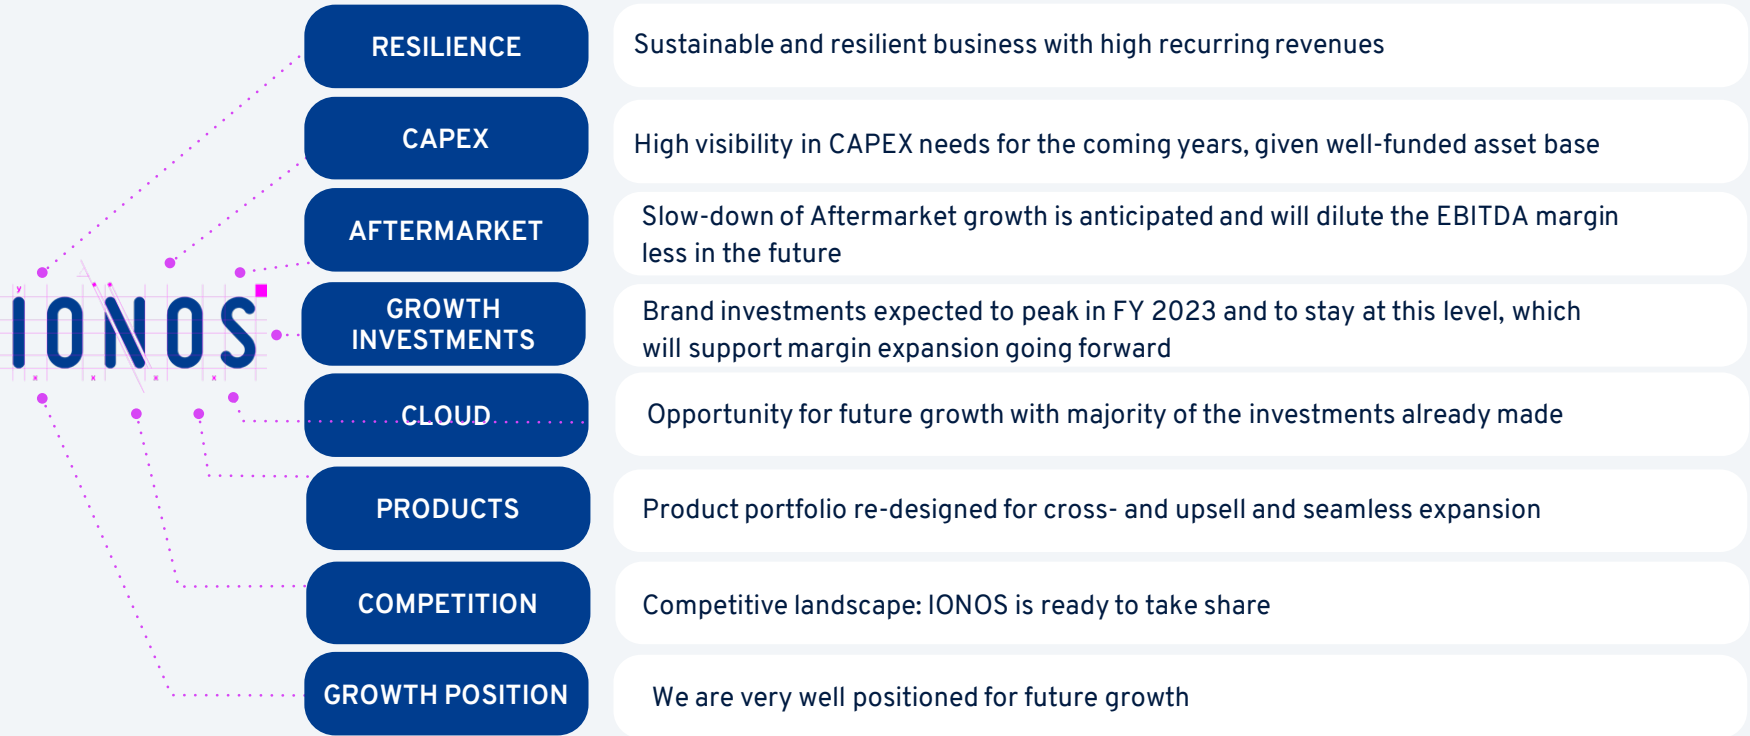 RESILIENCE
Sustainable and resilient business with high recurring revenues
CAPEX
High visibility in CAPEX needs for the coming years, given well-funded asset base
AFTERMARKET
Slow-down of Aftermarket growth is anticipated and will dilute the EBITDA margin
less in the future
IONOS
y
x x x x
GROWTH
INVESTMENTS
Brand investments expected to peak in FY 2023 and to stay at this level, which
will support margin expansion going forward
CLOUD
Opportunity for future growth with majority of the investments already made
PRODUCTS
Product portfolio re-designed for cross- and upsell and seamless expansion
COMPETITION
Competitive landscape: IONOS is ready to take share
GROWTH POSITION
We are very well positioned for future growth